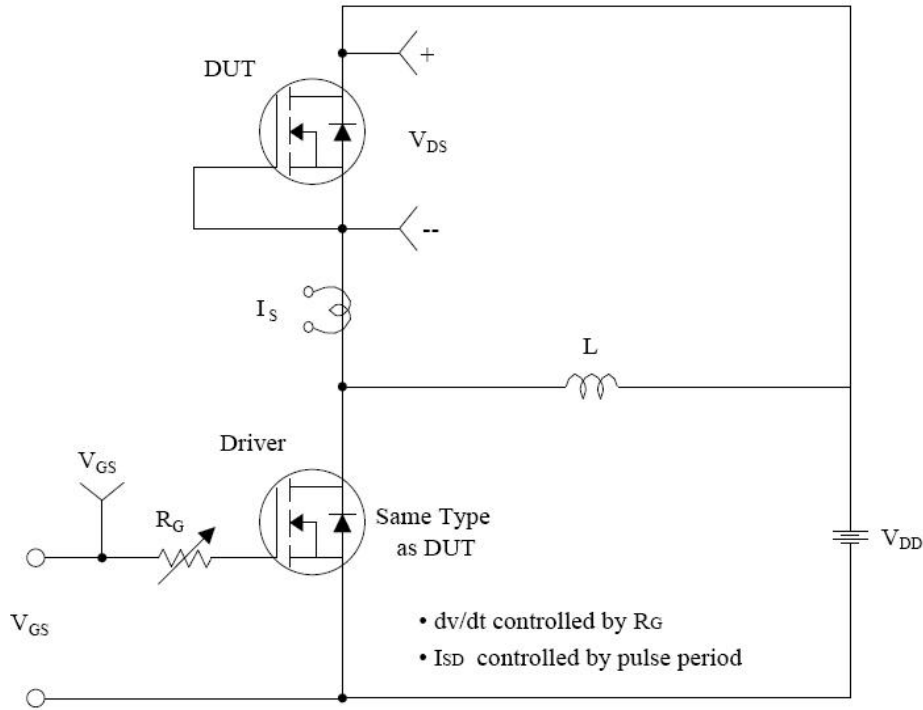 DUT
+
VDS
--
IS
L
Driver
VGS
RG
Same Type
as DUT
VDD
VGS
• dv/dt controlled by RG
• ISD controlled by pulse period